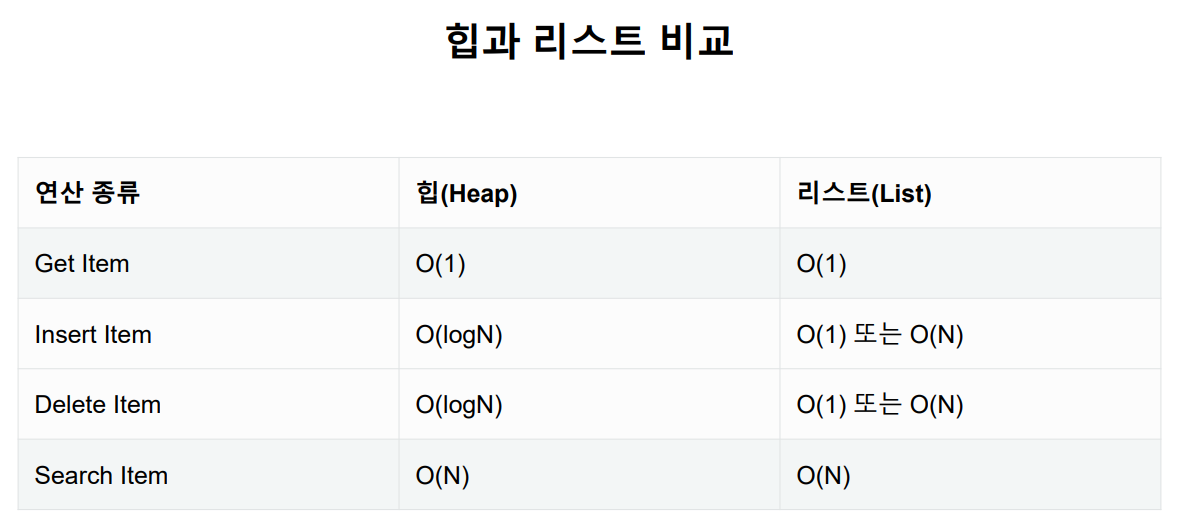 힙과 리스트 비교
연산 종류 힙(Heap) 리스트(List)
Get Item O(1) O(1)
Insert Item O(logN) O(1) 또는 O(N)
Delete Item O(logN) O(1) 또는 O(N)
Search Item O(N) O(N)